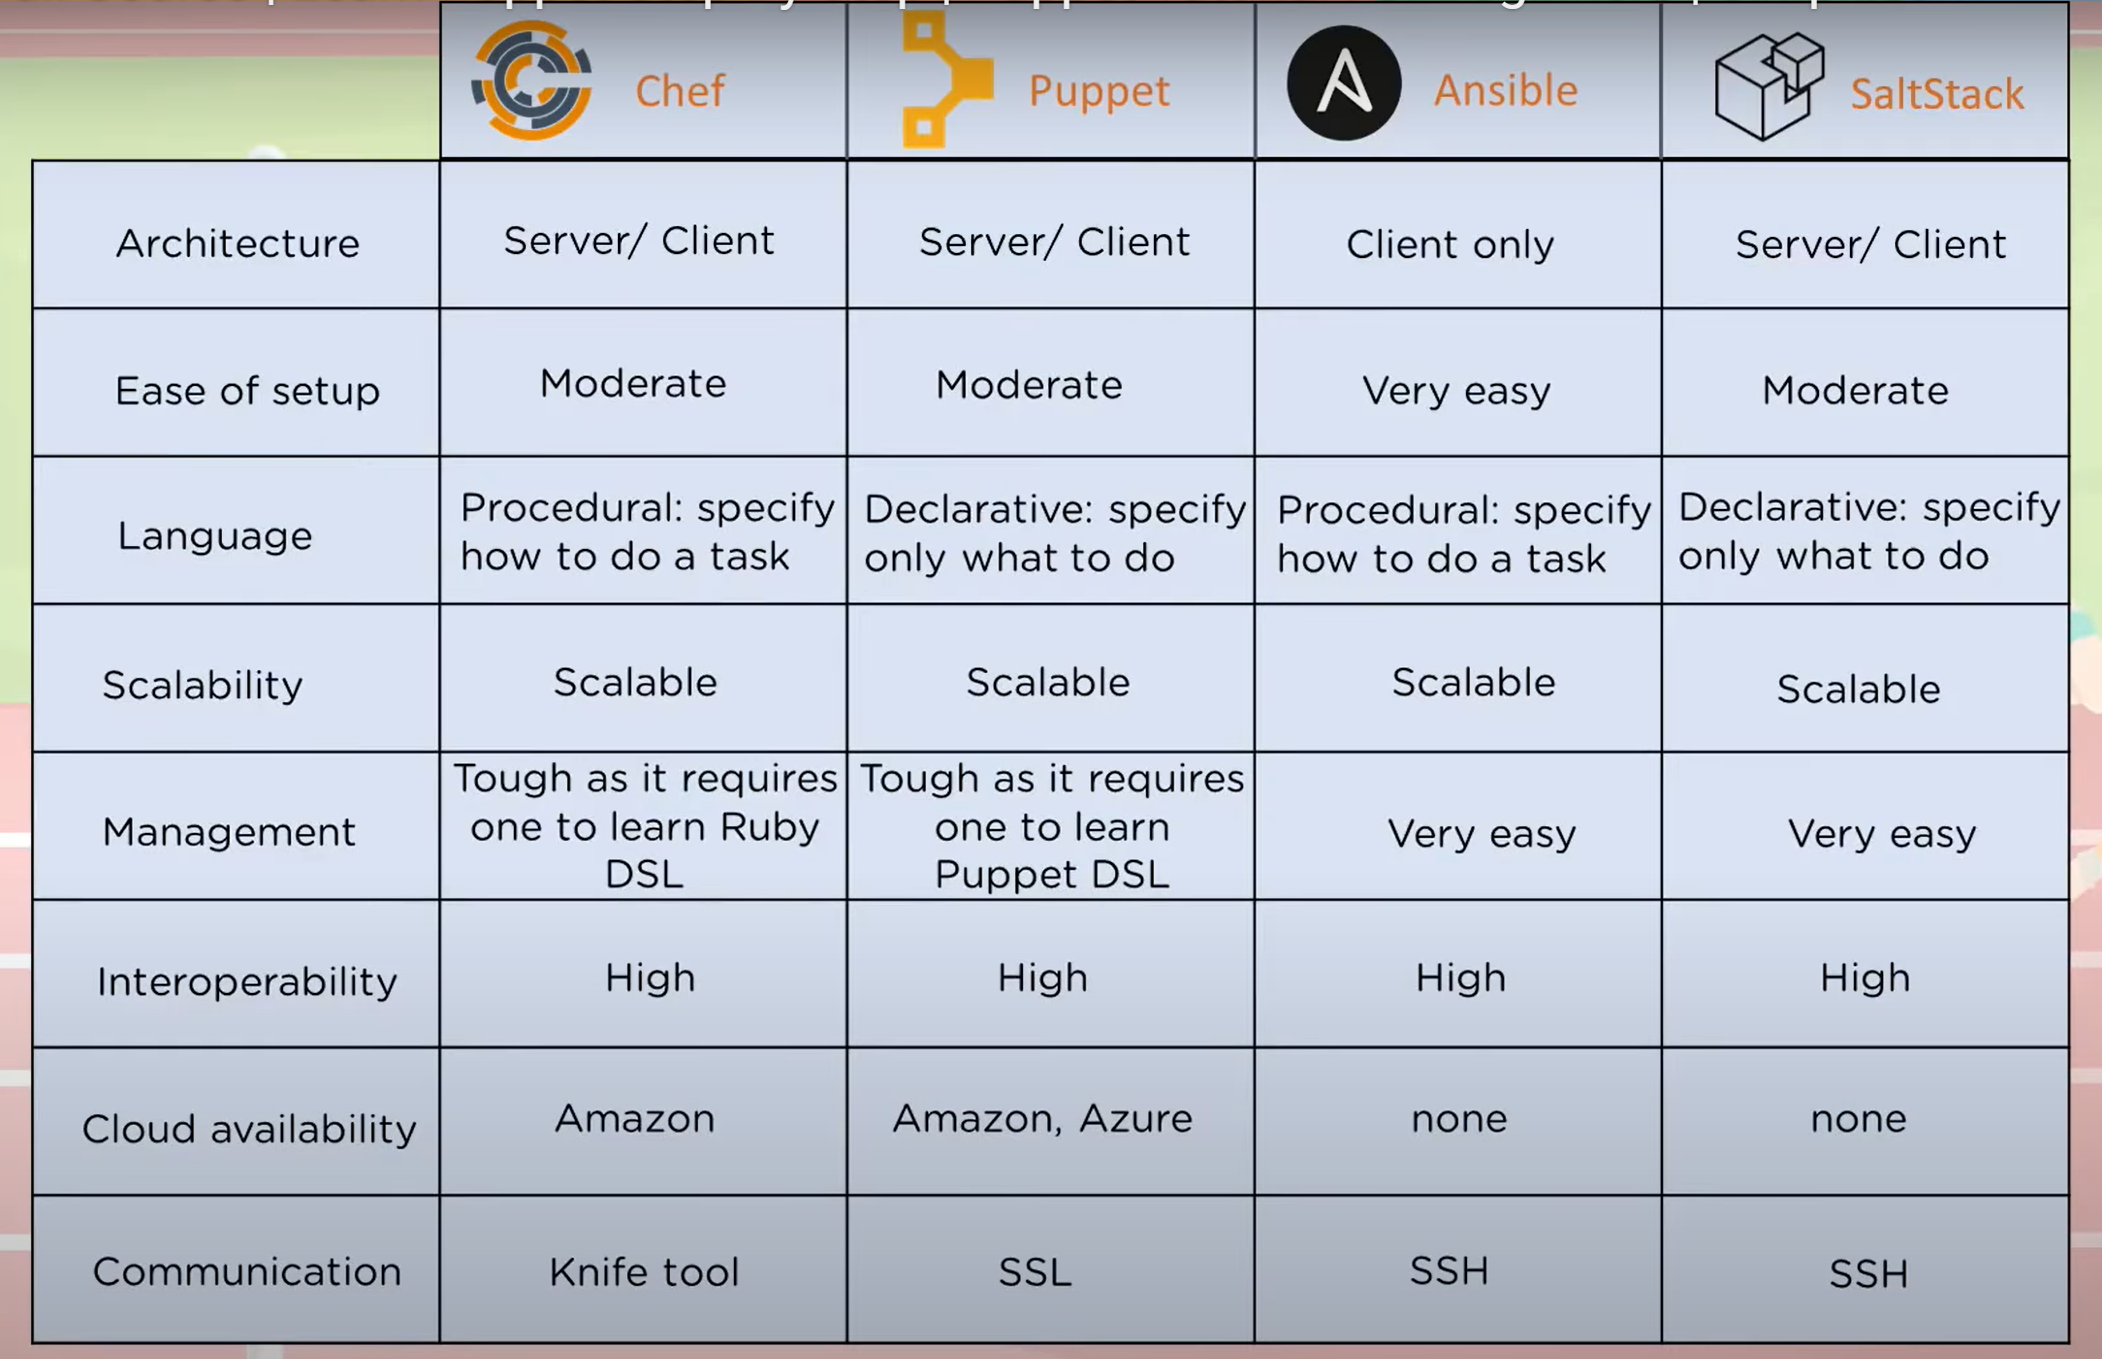 Chef Puppet Ansible SaltStack
Architecture Server/ Client Server/ Client Client only Server/ Client
Ease of setup Moderate Moderate Very easy Moderate
Language Procedural: specify how to do a task Declarative: specify only what to do Procedural: specify how to do a task Declarative: specify only what to do
Scalability Scalable Scalable Scalable Scalable
Management Tough as it requires one to learn Ruby DSL Tough as it requires one to learn Puppet DSL Very easy Very easy
Interoperability High High High High
Cloud availability Amazon Amazon, Azure none none
Communication Knife tool SSL SSH SSH